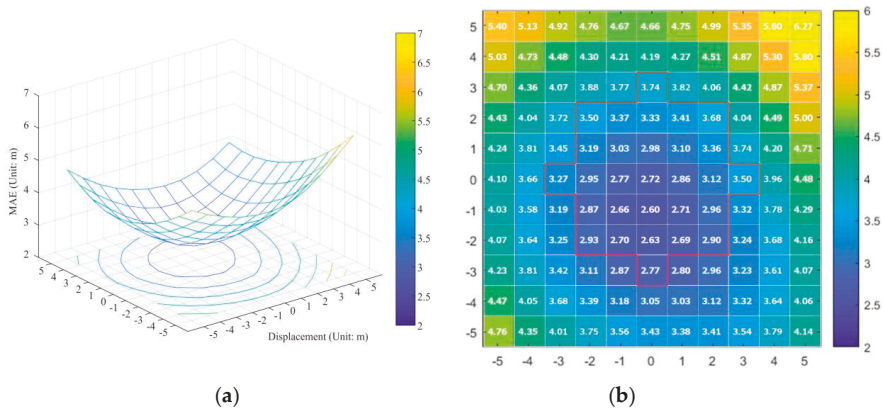 7
6
5
4
3
2
MAE (Unit: m)
5 4 3 2 1 0 -1 -2 -3 -4 -5
-5 -4 -3 -2 -1 0 1 2 3 4 5
Displacement (Unit: m)
7
6.5
6
5.5
5
4.5
4
3.5
3
2.5
2
(a)
5 5.40 5.13 4.92 4.76 4.67 4.66 4.75 4.99 5.35 5.80 6.27
4 5.03 4.73 4.48 4.30 4.21 4.19 4.27 4.51 4.87 5.30 5.80
3 4.70 4.36 4.07 3.88 3.77 3.74 3.82 4.06 4.42 4.87 5.37
2 4.43 4.04 3.72 3.50 3.37 3.33 3.41 3.68 4.04 4.49 5.00
1 4.24 3.81 3.45 3.19 3.03 2.98 3.10 3.36 3.74 4.20 4.71
0 4.10 3.66 3.27 2.95 2.77 2.72 2.86 3.12 3.50 3.96 4.48
-1 4.03 3.58 3.19 2.87 2.66 2.60 2.71 2.96 3.32 3.78 4.29
-2 4.07 3.64 3.25 2.93 2.70 2.63 2.69 2.90 3.24 3.68 4.16
-3 4.23 3.81 3.42 3.11 2.87 2.77 2.80 2.96 3.23 3.61 4.07
-4 4.47 4.05 3.68 3.39 3.18 3.05 3.03 3.12 3.32 3.64 4.06
-5 4.76 4.35 4.01 3.75 3.56 3.43 3.38 3.41 3.54 3.79 4.14
-5 -4 -3 -2 -1 0 1 2 3 4 5
6
5.5
5
4.5
4
3.5
3
2.5
2
(b)